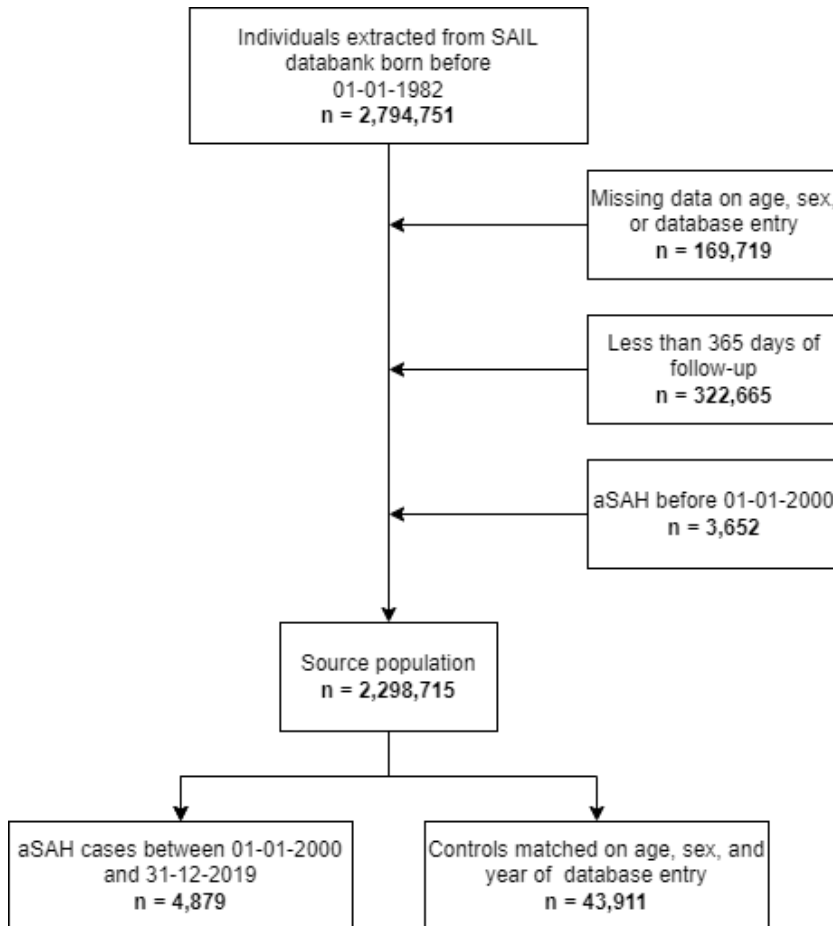 Individuals extracted from SAIL
databank born before
01-01-1982
n = 2,794,751
Missing data on age, sex,
or database entry
n = 169,719
Less than 365 days of
follow-up
n = 322,665
aSAH before 01-01-2000
n = 3,652
Source population
n = 2,298,715
aSAH cases between 01-01-2000
and 31-12-2019
n = 4,879
Controls matched on age, sex, and
year of database entry
n = 43,911